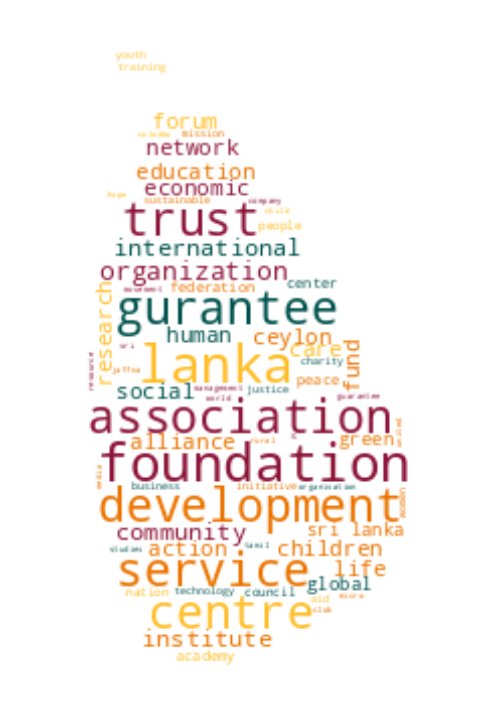 youth
training
forum
mission
network
education
economic
hope sustainable company
trust child
people
international
organization
movement federation center
research
gurantee
human ceylon
sri lanka care
charity
fund
jaffna peace
resource
social management justice
world guarantee
association
alliance rural green united
foundation
media
business initiative organisation
development women
community sri lanka
studies action tamil children
service life
nation technology council global
aid micro
centre club
institute
academy